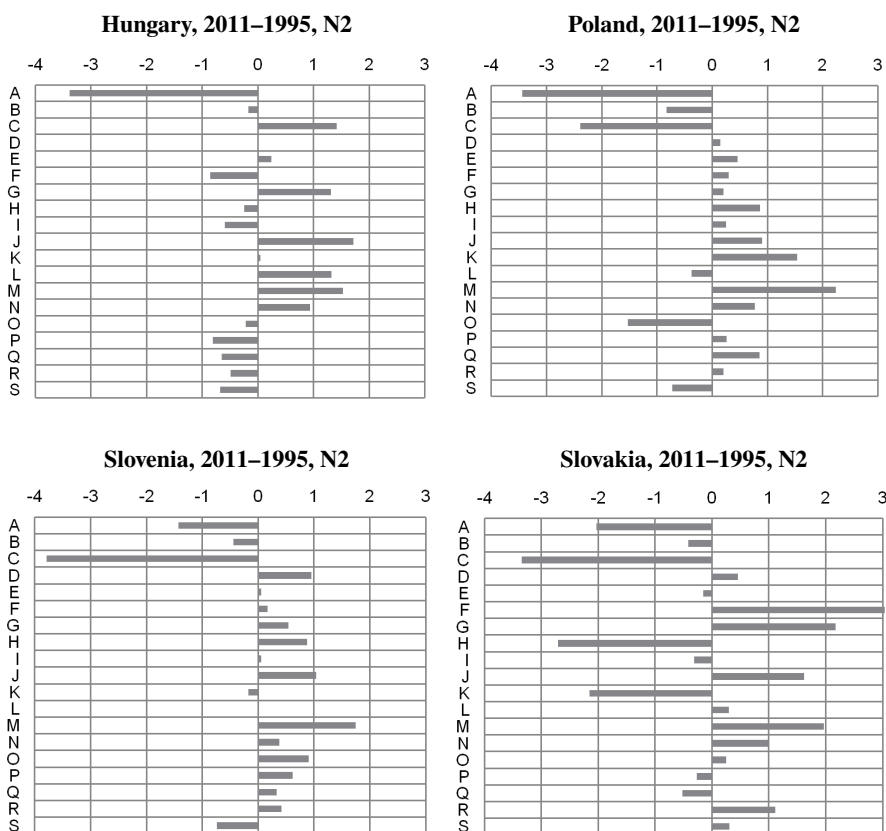 Hungary, 2011–1995, N2
-4 -3 -2 -1 0 1 2 3
A
B
C
D
E
F
G
H
I
J
K
L
M
N
O
P
Q
R
S
Poland, 2011–1995, N2
-4 -3 -2 -1 0 1 2 3
A
B
C
D
E
F
G
H
I
J
K
L
M
N
O
P
Q
R
S
Slovenia, 2011–1995, N2
-4 -3 -2 -1 0 1 2 3
A
B
C
D
E
F
G
H
I
J
K
L
M
N
O
P
Q
R
S
Slovakia, 2011–1995, N2
-4 -3 -2 -1 0 1 2 3
A
B
C
D
E
F
G
H
I
J
K
L
M
N
O
P
Q
R
S